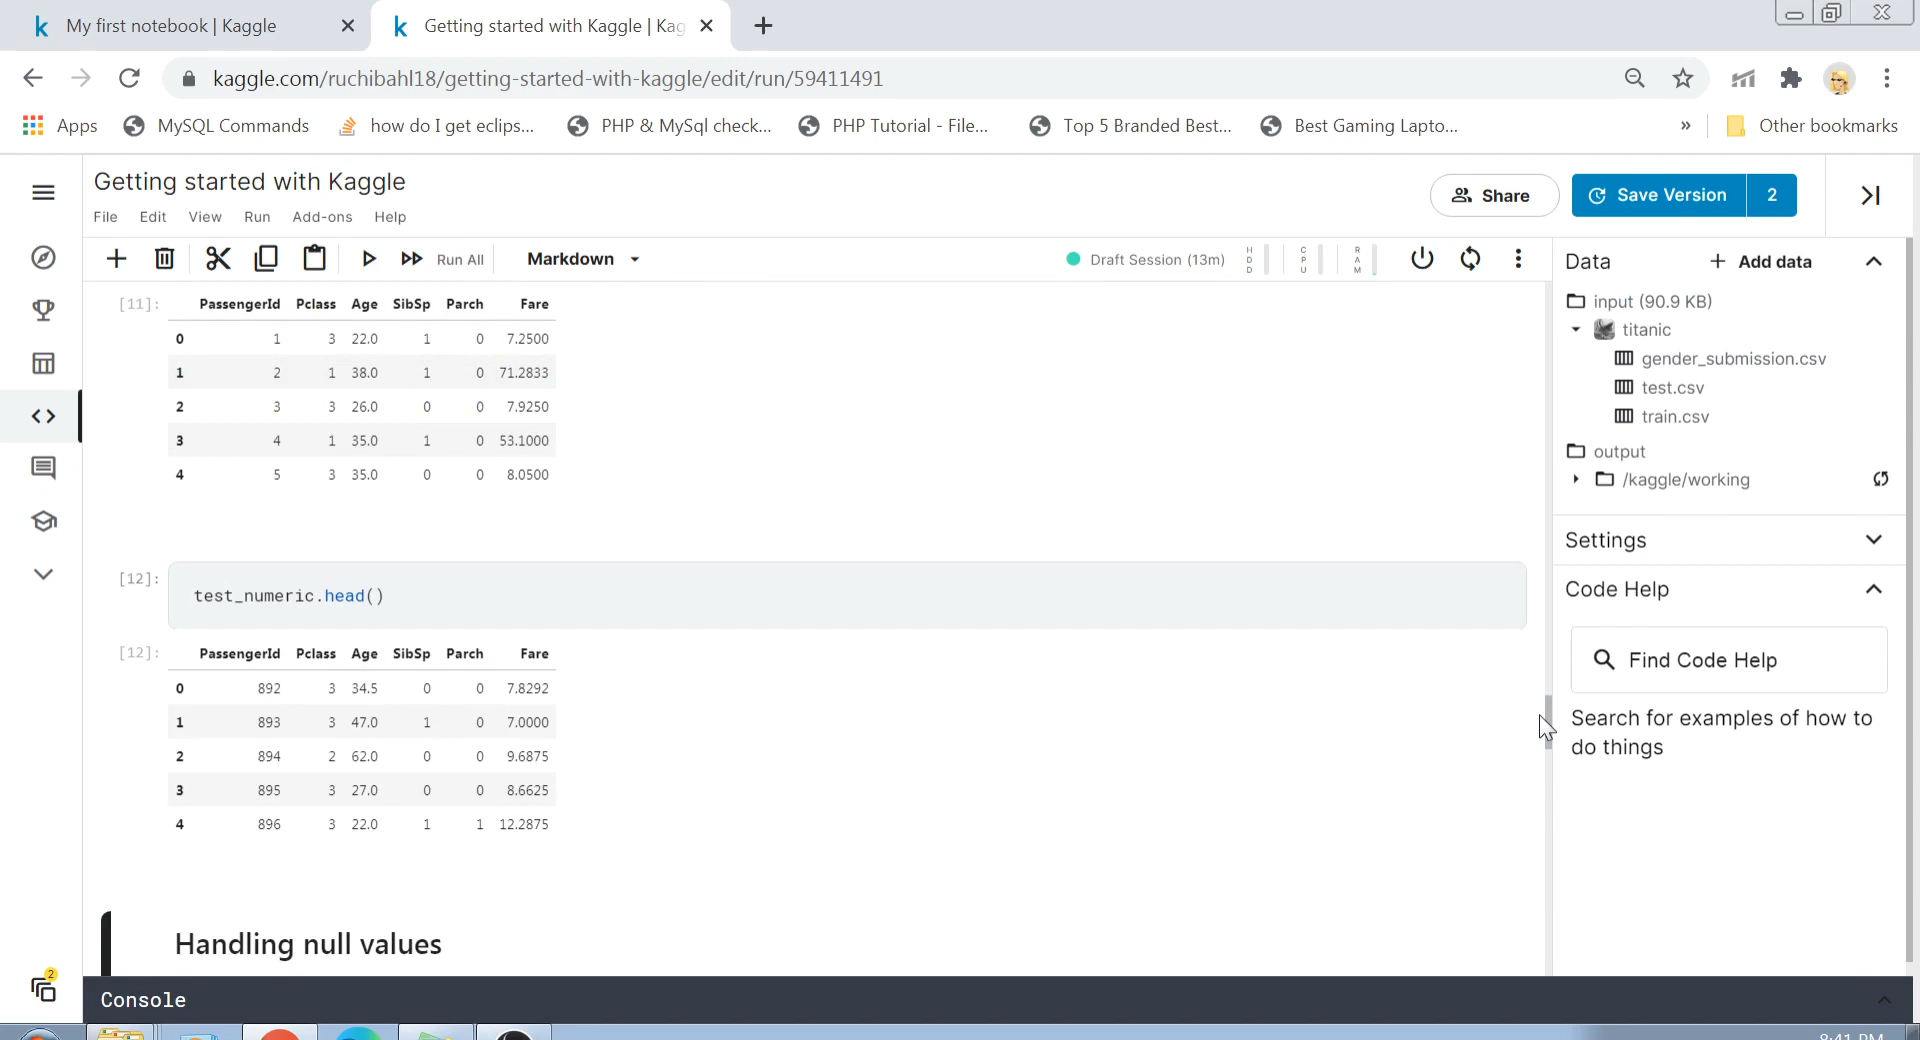 My first notebook | Kaggle
Getting started with Kaggle | Kag
kaggle.com/ruchibahl18/getting-started-with-kaggle/edit/run/59411491
Apps
MySQL Commands
how do I get eclips...
PHP & MySql check...
PHP Tutorial - File...
Top 5 Branded Best...
Best Gaming Lapto...
»
Other bookmarks
Getting started with Kaggle
File Edit View Run Add-ons Help
Share
Save Version 2
Run All
Markdown
Draft Session (13m)
HDD
CPU
RAM
[11]:
PassengerId Pclass Age SibSp Parch Fare
0 1 3 22.0 1 0 7.2500
1 2 1 38.0 1 0 71.2833
2 3 3 26.0 0 0 7.9250
3 4 1 35.0 1 0 53.1000
4 5 3 35.0 0 0 8.0500
[12]:
test_numeric.head()
[12]:
PassengerId Pclass Age SibSp Parch Fare
0 892 3 34.5 0 0 7.8292
1 893 3 47.0 1 0 7.0000
2 894 2 62.0 0 0 9.6875
3 895 3 27.0 0 0 8.6625
4 896 3 22.0 1 1 12.2875
Handling null values
Data
+ Add data
input (90.9 KB)
titanic
gender_submission.csv
test.csv
train.csv
output
/kaggle/working
Settings
Code Help
Find Code Help
Search for examples of how to
do things
2
Console
8:41 PM